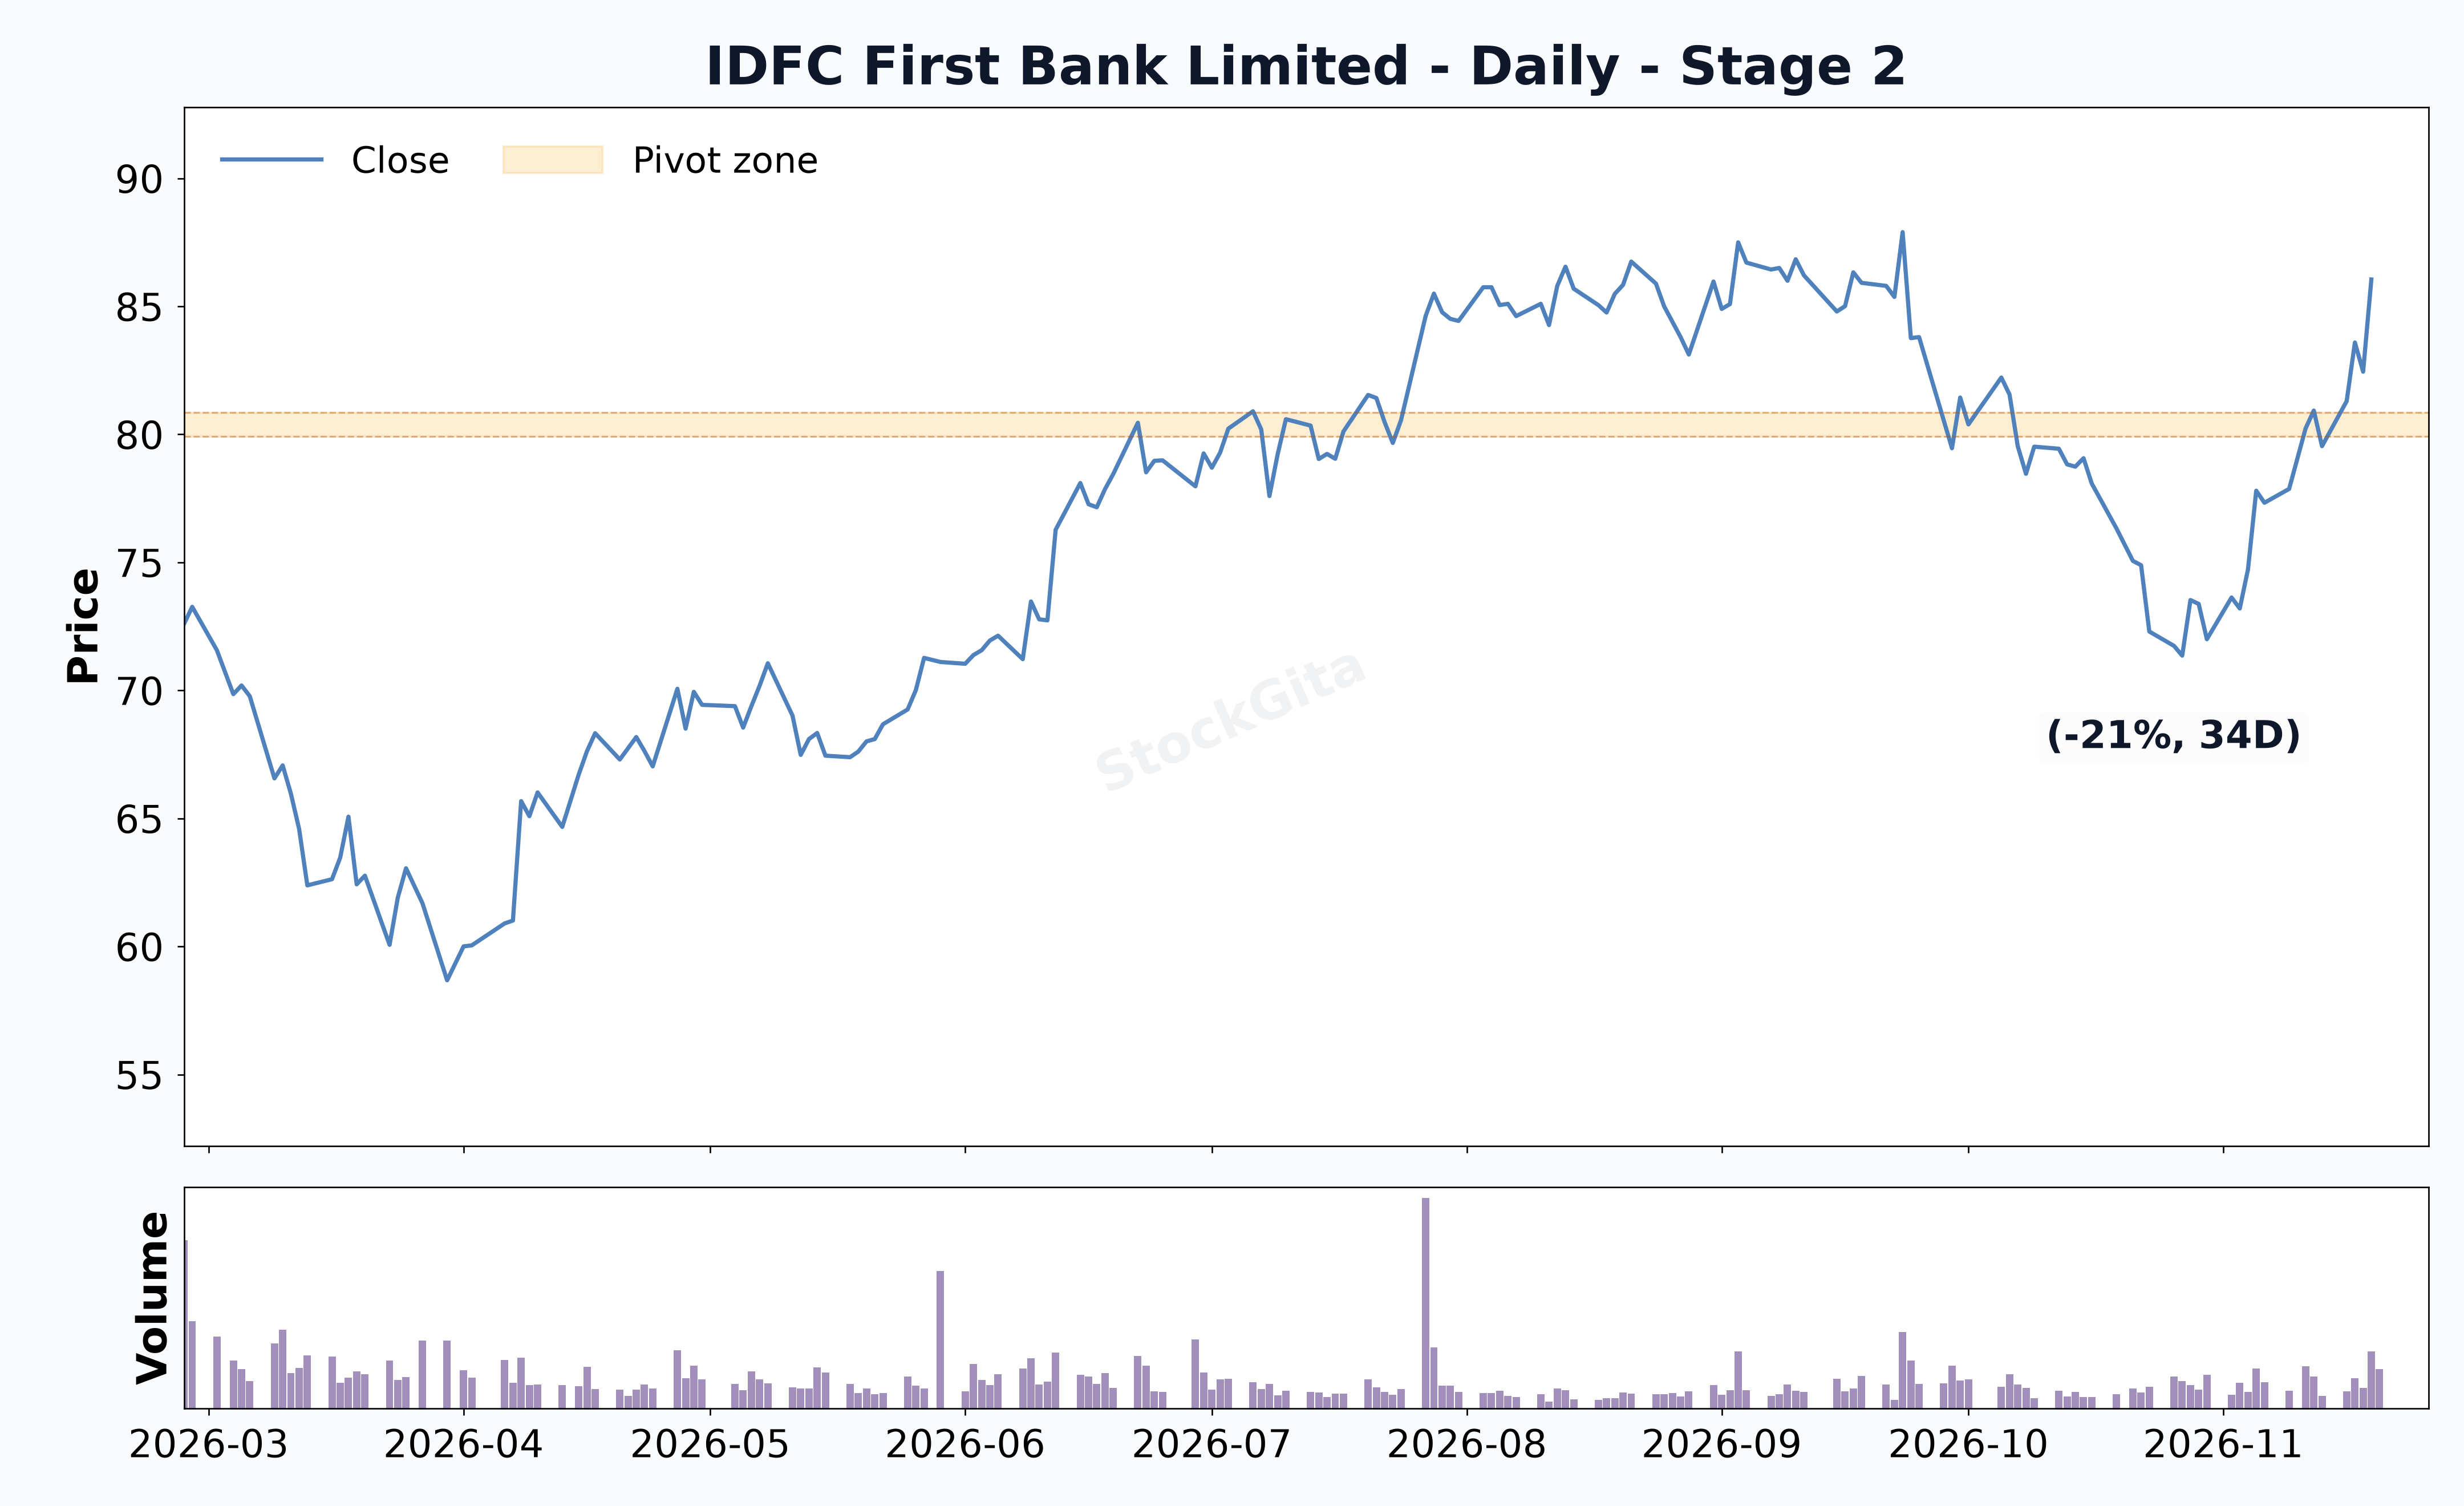 IDFC First Bank Limited - Daily - Stage 2
Close
Pivot zone
90
85
80
75
70
65
60
55
Price
StockGita
(-21%, 34D)
Volume
2026-03
2026-04
2026-05
2026-06
2026-07
2026-08
2026-09
2026-10
2026-11